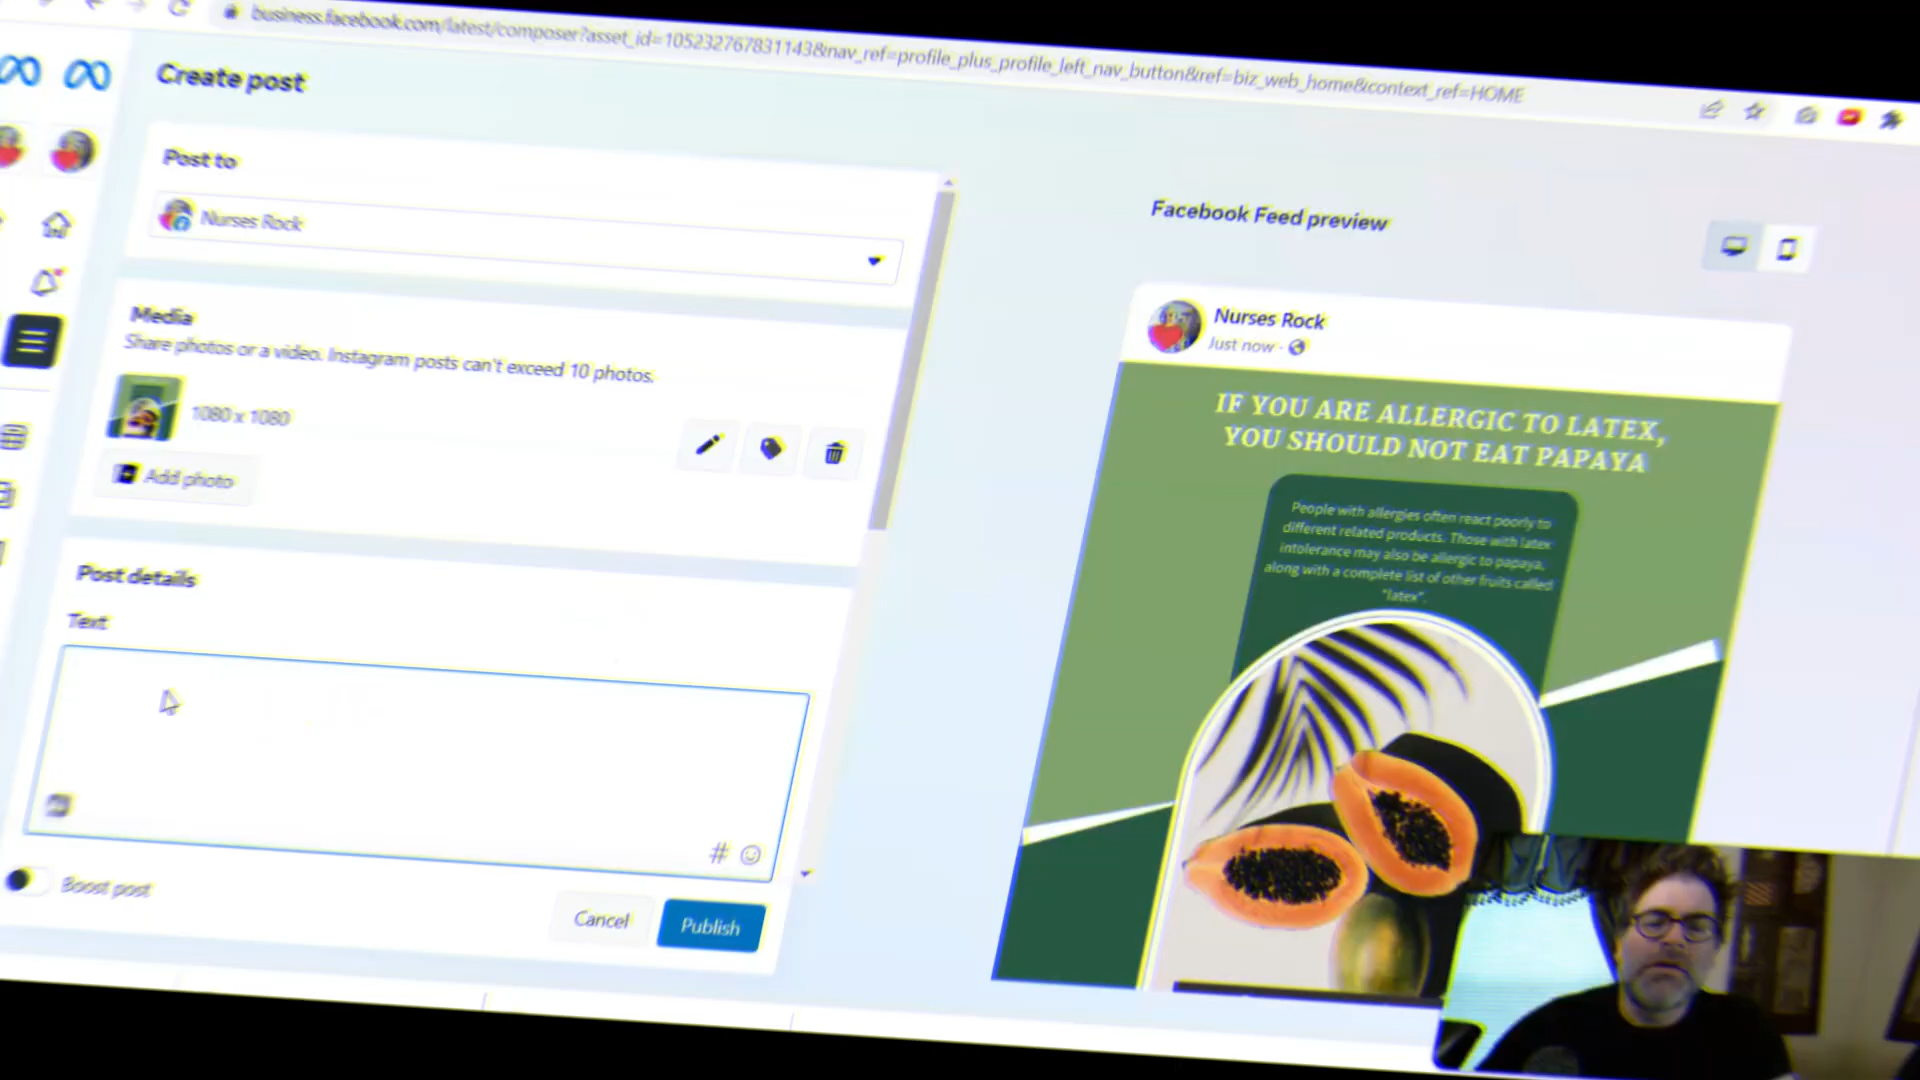 business.facebook.com/latest/composer?asset_id=105232767831143&nav_ref=profile_plus_profile_left_nav_button&ref=biz_web_home&context_ref=HOME
Create post
Post to
Nurses Rock
Media
Share photos or a video. Instagram posts can't exceed 10 photos.
1080 x 1080
Add photo
Post details
Text
Boost post
Cancel
Publish
Facebook Feed preview
Nurses Rock
Just now ·
IF YOU ARE ALLERGIC TO LATEX,
YOU SHOULD NOT EAT PAPAYA
People with allergies often react poorly to
different related products. Those with latex
intolerance may also be allergic to papaya,
along with a complete list of other fruits called
"latex".